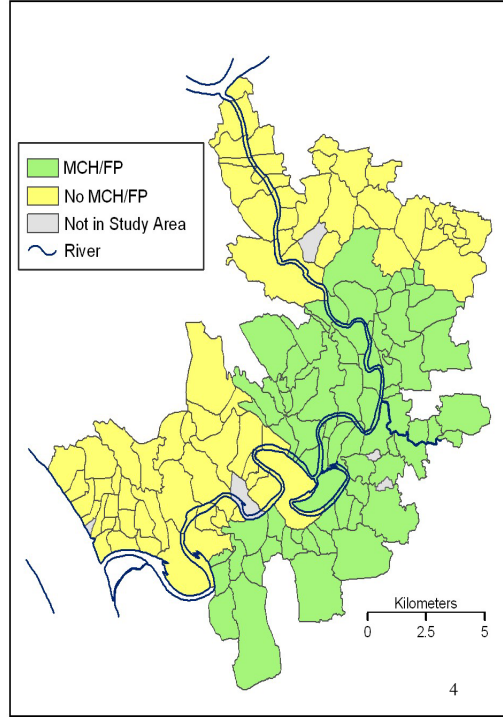 MCH/FP
No MCH/FP
Not in Study Area
River
Kilometers
0 2.5 5
4